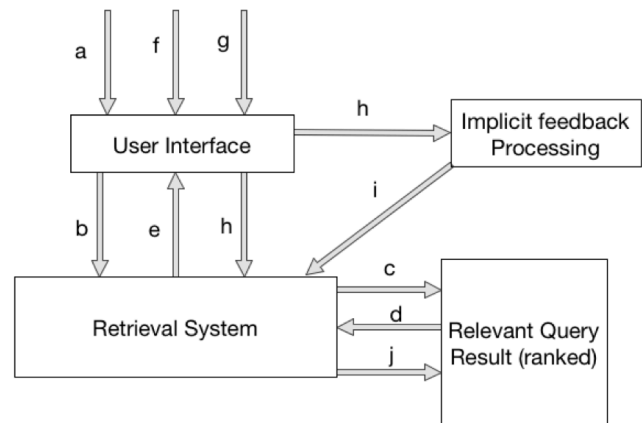 a
f
g
h
User Interface
Implicit feedback
Processing
b
e
h
i
c
Retrieval System
d
Relevant Query
Result (ranked)
j